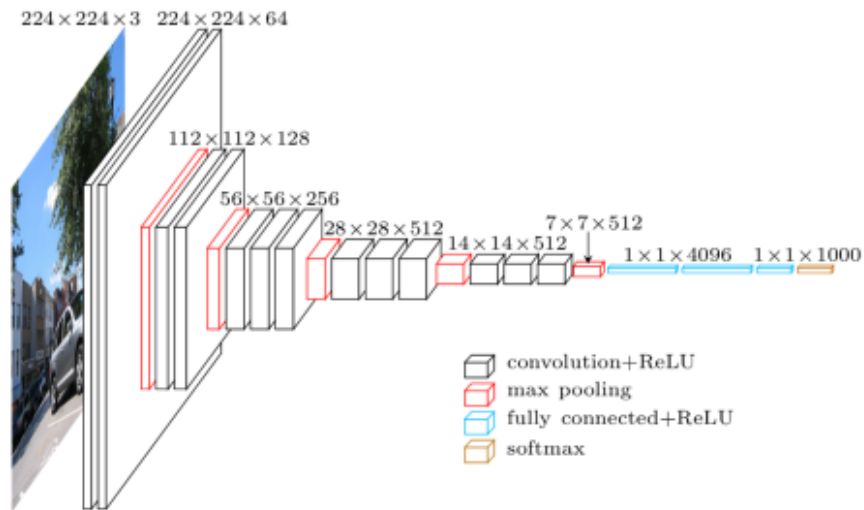 224×224×3
224×224×64
112×112×128
56×56×256
28×28×512
14×14×512
7×7×512
1×1×4096
1×1×1000
convolution+ReLU
max pooling
fully connected+ReLU
softmax